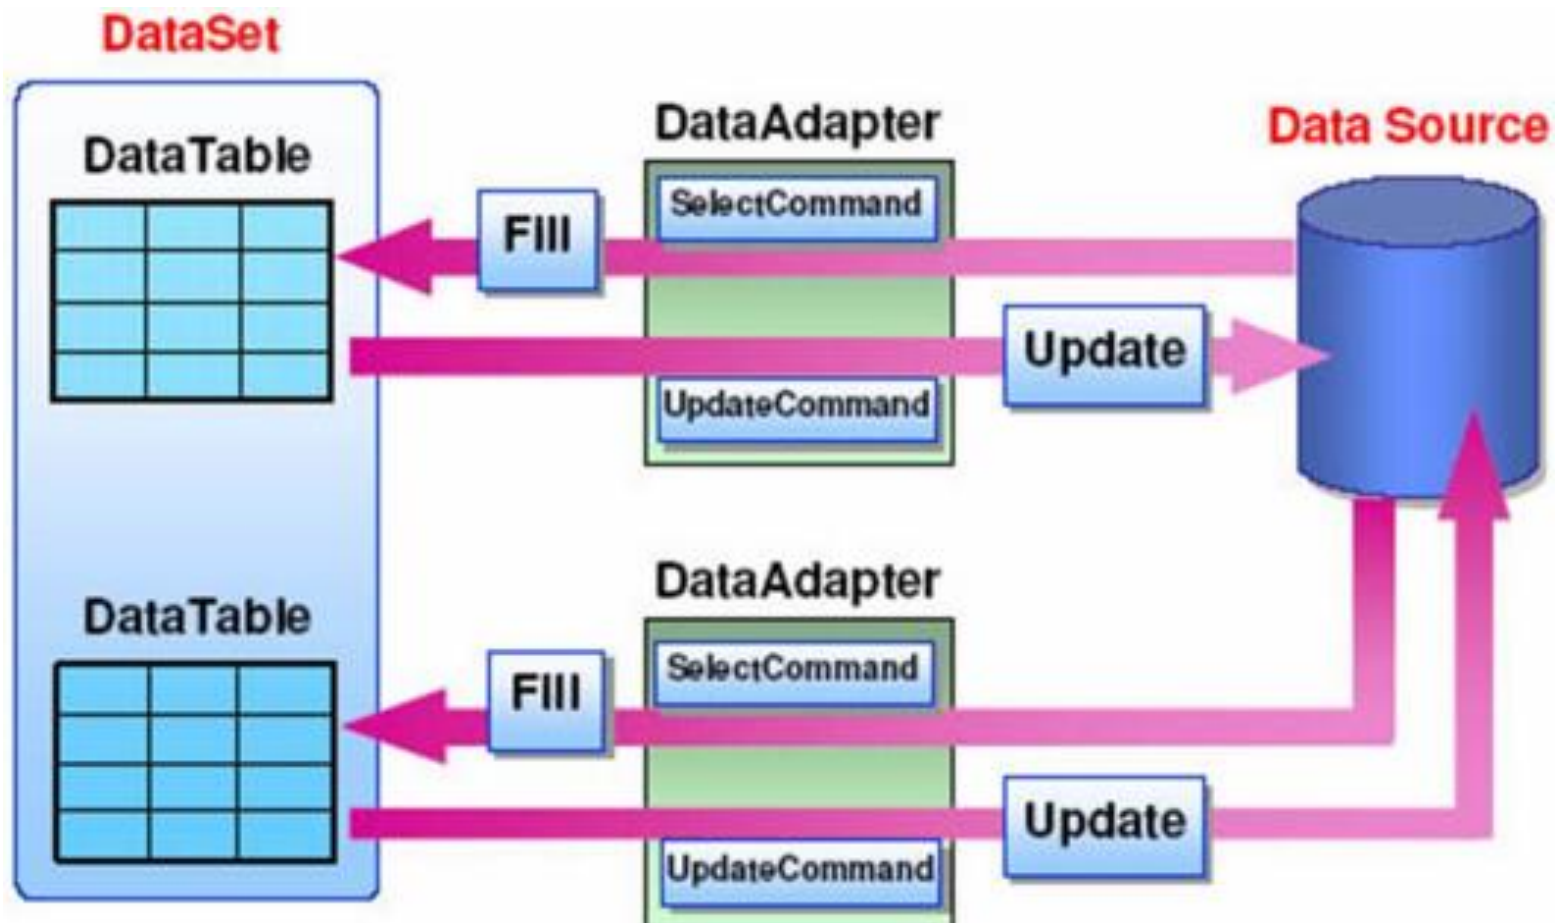 DataSet
DataTable
DataAdapter
Data Source
SelectCommand
Fill
Update
UpdateCommand
DataTable
DataAdapter
SelectCommand
Fill
Update
UpdateCommand